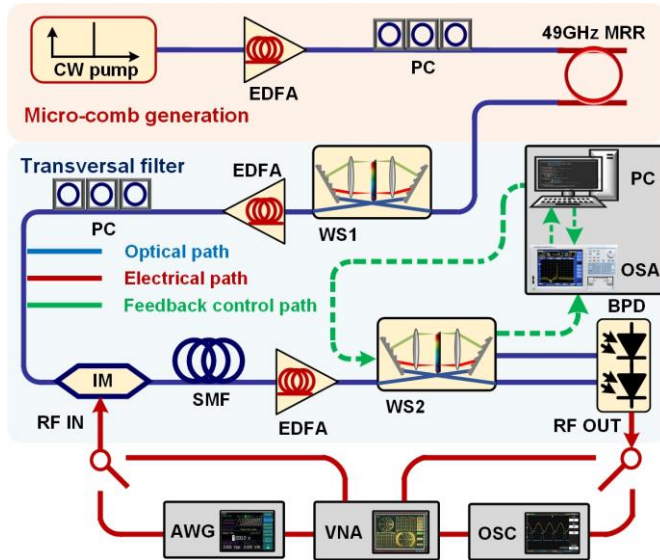 CW pump
EDFA
PC
49GHz MRR
Micro-comb generation
Transversal filter
PC
EDFA
WS1
PC
OSA
Optical path
Electrical path
Feedback control path
IM
SMF
EDFA
WS2
BPD
RF IN
RF OUT
AWG
VNA
OSC